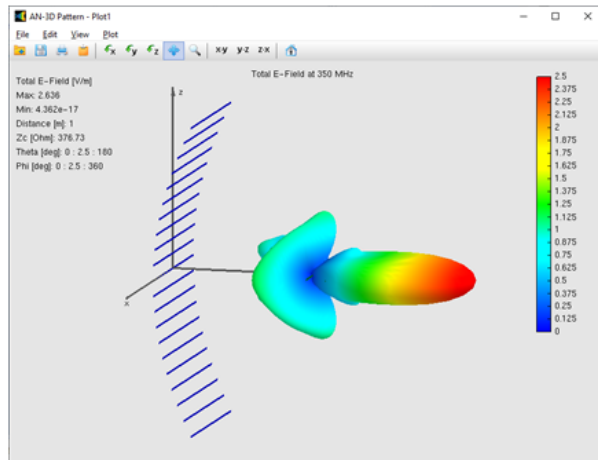 AN-3D Pattern - Plot1
File Edit View Plot
x y z x-y y-z z-x
Total E-Field at 350 MHz
Total E-Field [V/m]
Max: 2.636
Min: 4.362e-17
Distance [m]: 1
Zc [Ohm]: 376.73
Theta [deg]: 0 : 2.5 : 180
Phi [deg]: 0 : 2.5 : 360
z
x
2.5
2.375
2.25
2.125
2
1.875
1.75
1.625
1.5
1.375
1.25
1.125
1
0.875
0.75
0.625
0.5
0.375
0.25
0.125
0